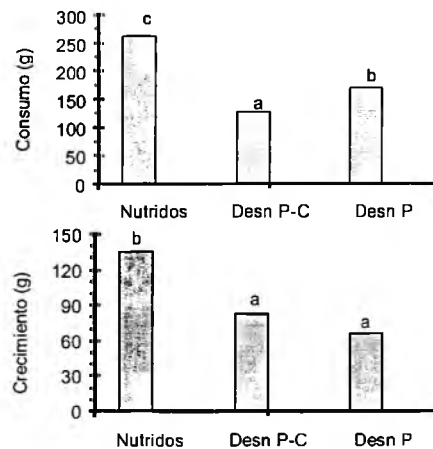 300
250
200
150
100
50
0
Consumo (g)
c
a
b
Nutridos Desn P-C Desn P
150
120
90
60
30
0
Crecimiento (g)
b
a
a
Nutridos Desn P-C Desn P